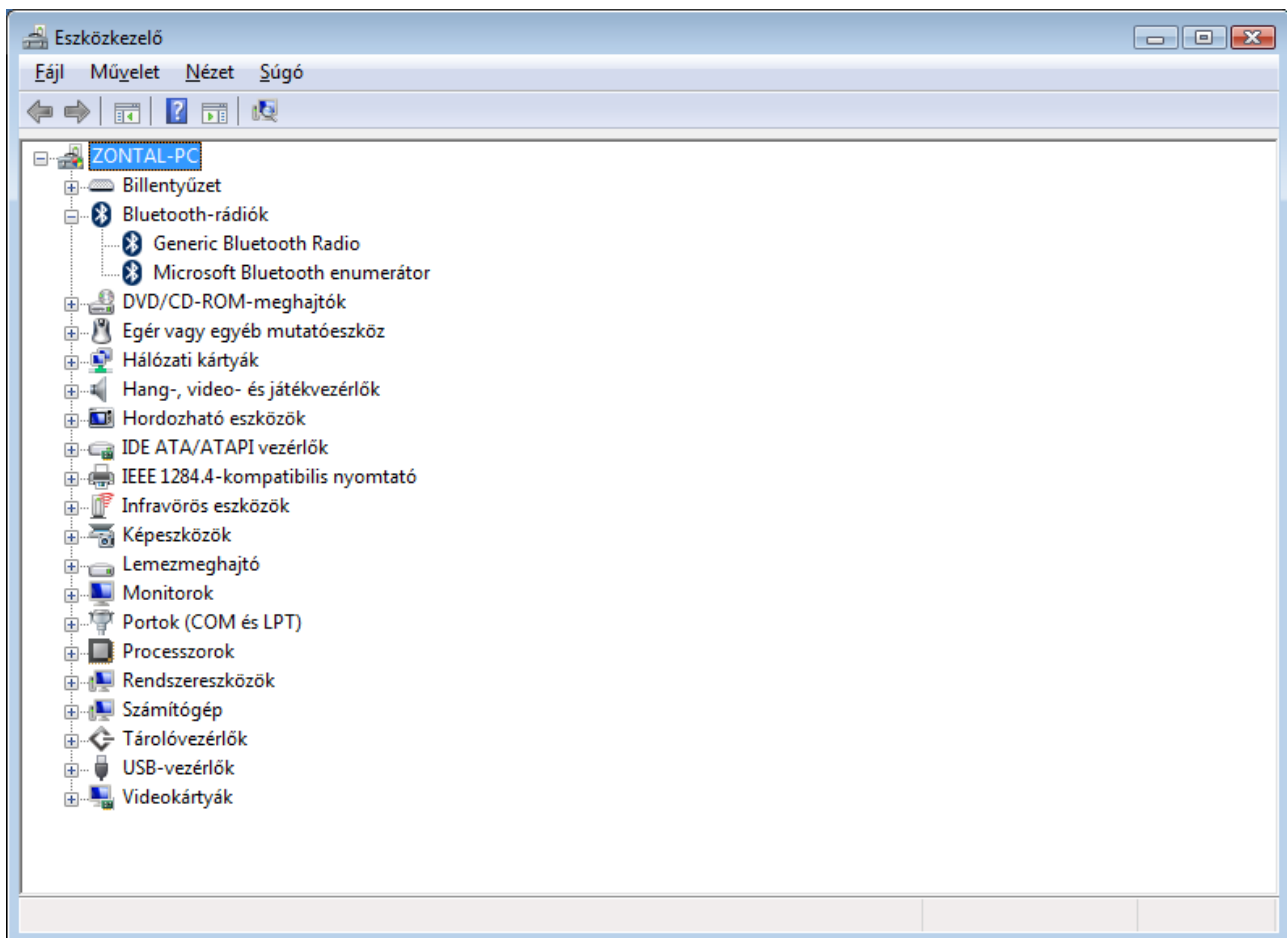 Eszközkezelő
Fájl Művelet Nézet Súgó
ZONTAL-PC
Billentyűzet
Bluetooth-rádiók
Generic Bluetooth Radio
Microsoft Bluetooth enumerátor
DVD/CD-ROM-meghajtók
Egér vagy egyéb mutatóeszköz
Hálózati kártyák
Hang-, video- és játékvezérlők
Hordozható eszközök
IDE ATA/ATAPI vezérlők
IEEE 1284.4-kompatibilis nyomtató
Infravörös eszközök
Képeszközök
Lemezmeghajtó
Monitorok
Portok (COM és LPT)
Processzorok
Rendszereszközök
Számítógép
Tárolóvezérlők
USB-vezérlők
Videokártyák